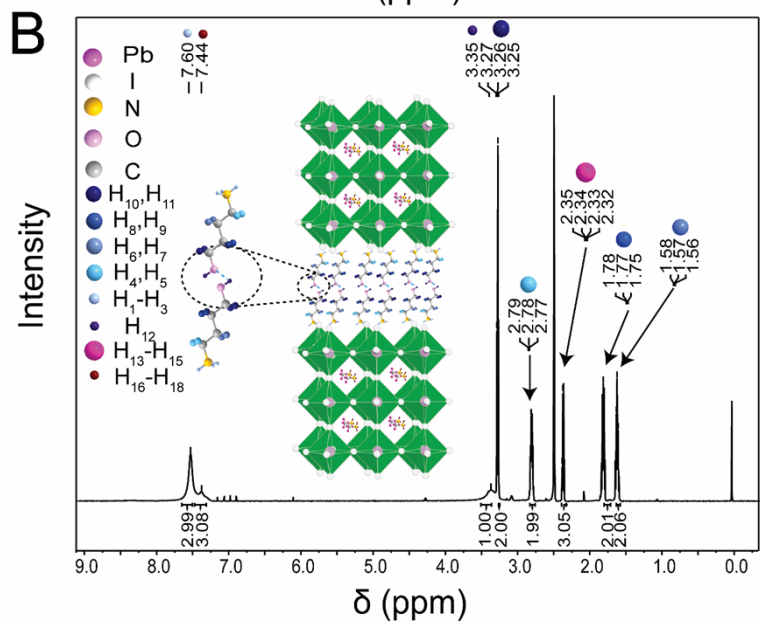 (ppm)
B
7.60
7.44
3.35
3.27
3.26
3.25
Pb
I
N
O
C
H10,H11
H8,H9
H6,H7
H4,H5
H1-H3
H12
H13-H15
H16-H18
2.79
2.78
2.77
2.35
2.34
2.33
2.32
1.78
1.77
1.75
1.58
1.57
1.56
Intensity
2.99
3.08
1.00
2.00
1.99
3.05
2.01
2.06
9.0 8.0 7.0 6.0 5.0 4.0 3.0 2.0 1.0 0.0
δ (ppm)